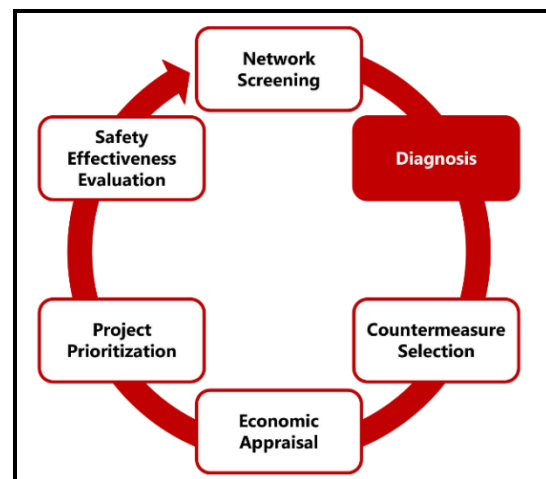 Network
Screening
Diagnosis
Countermeasure
Selection
Economic
Appraisal
Project
Prioritization
Safety
Effectiveness
Evaluation